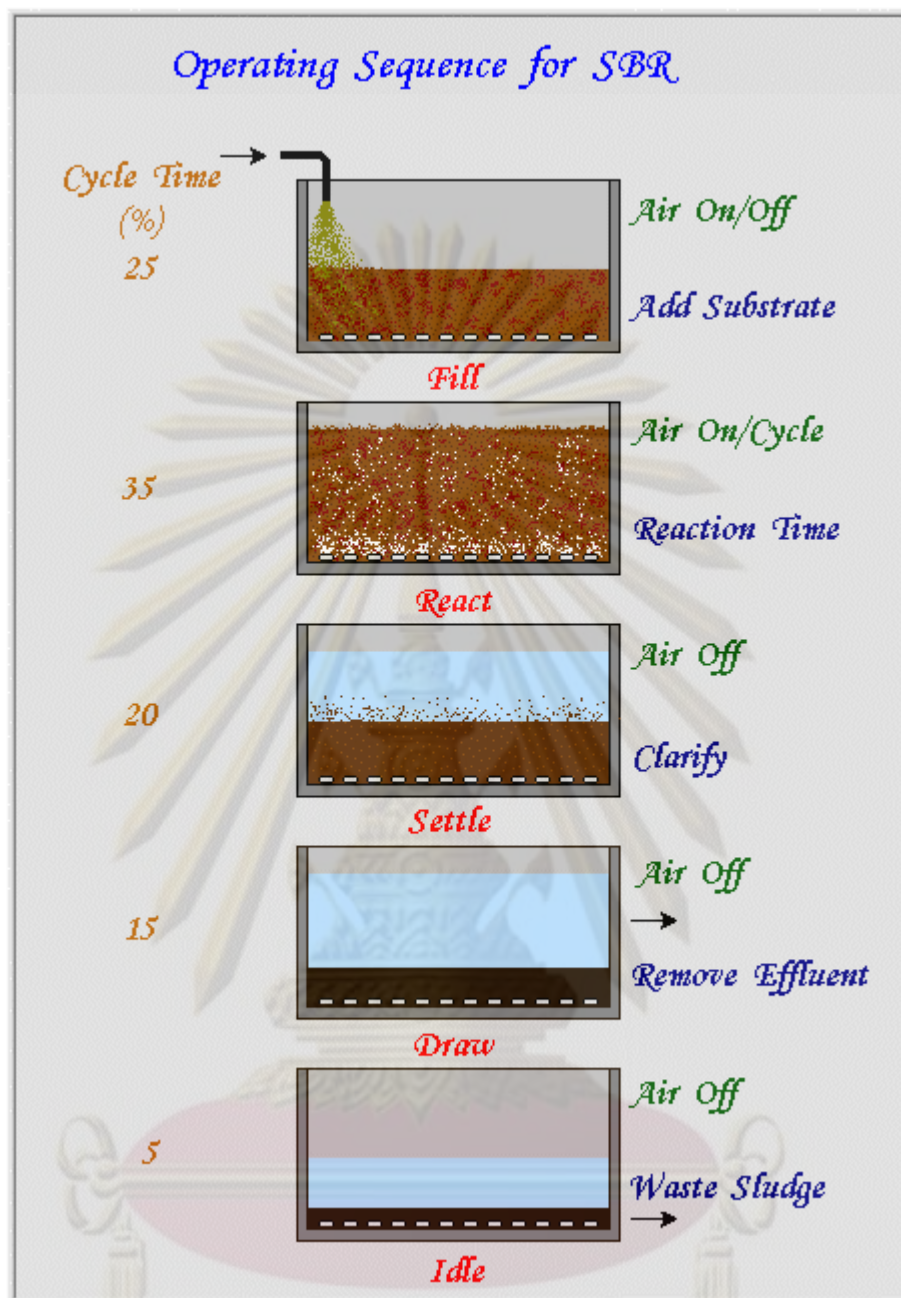 Operating Sequence for SBR
Cycle Time
(%)
25
Air On/Off
Add Substrate
Fill
35
Air On/Cycle
Reaction Time
React
20
Air Off
Clarify
Settle
15
Air Off
Remove Effluent
Draw
5
Air Off
Waste Sludge
Idle